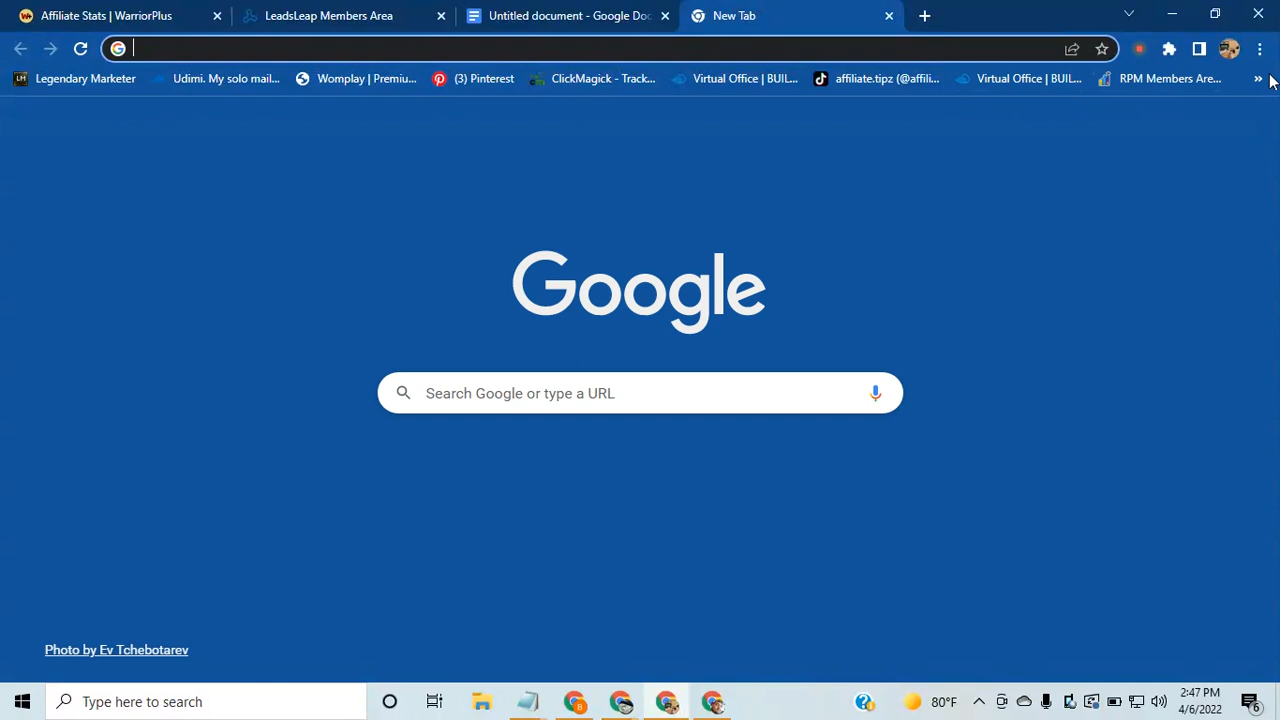 Affiliate Stats | WarriorPlus
LeadsLeap Members Area
Untitled document - Google Doc
New Tab
Legendary Marketer
Udimi. My solo mail...
Womplay | Premiu...
(3) Pinterest
ClickMagick - Track...
Virtual Office | BUIL...
affiliate.tipz (@affili...
Virtual Office | BUIL...
RPM Members Are...
»
Google
Search Google or type a URL
Photo by Ev Tchebotarev
Type here to search
80°F
2:47 PM
4/6/2022
6